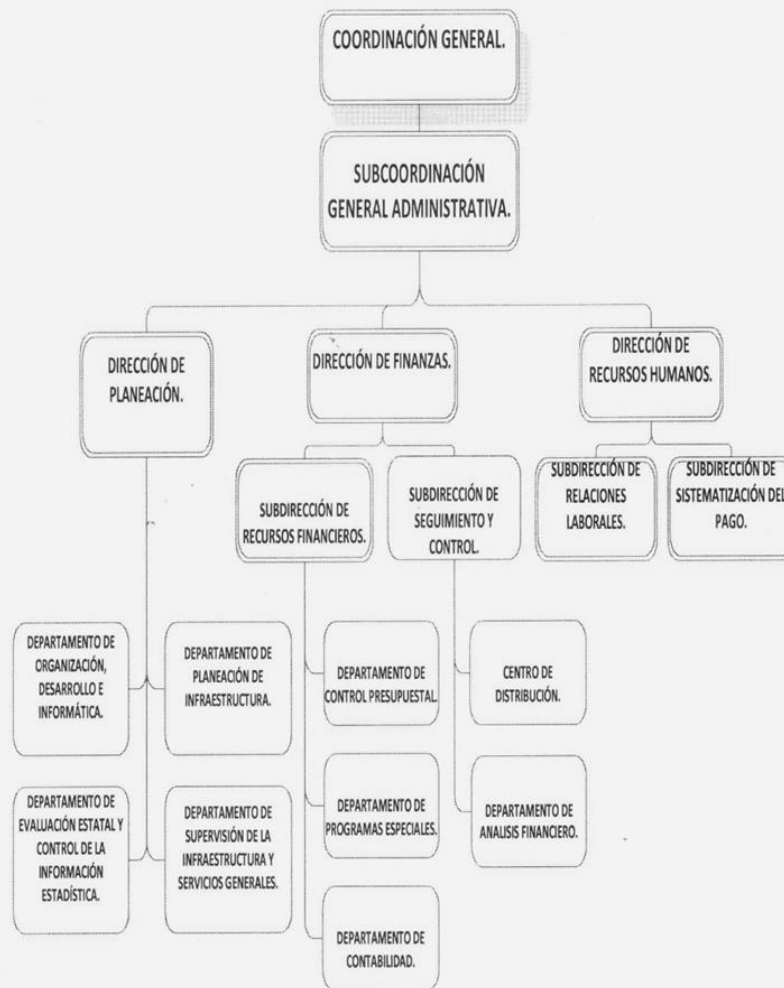 COORDINACIÓN GENERAL.
SUBCOORDINACIÓN
GENERAL ADMINISTRATIVA.
DIRECCIÓN DE
PLANEACIÓN.
DIRECCIÓN DE FINANZAS.
DIRECCIÓN DE
RECURSOS HUMANOS.
SUBDIRECCIÓN DE
RECURSOS FINANCIEROS.
SUBDIRECCIÓN DE
SEGUIMIENTO Y
CONTROL.
SUBDIRECCIÓN DE
RELACIONES
LABORALES.
SUBDIRECCIÓN DE
SISTEMATIZACIÓN DEL
PAGO.
DEPARTAMENTO DE
ORGANIZACIÓN,
DESARROLLO E
INFORMÁTICA.
DEPARTAMENTO DE
PLANEACIÓN DE
INFRAESTRUCTURA.
DEPARTAMENTO DE
CONTROL PRESUPUESTAL.
CENTRO DE
DISTRIBUCIÓN.
DEPARTAMENTO DE
EVALUACIÓN ESTATAL Y
CONTROL DE LA
INFORMACIÓN
ESTADÍSTICA.
DEPARTAMENTO DE
SUPERVISIÓN DE LA
INFRAESTRUCTURA Y
SERVICIOS GENERALES.
DEPARTAMENTO DE
PROGRAMAS ESPECIALES.
DEPARTAMENTO DE
ANALISIS FINANCIERO.
DEPARTAMENTO DE
CONTABILIDAD.